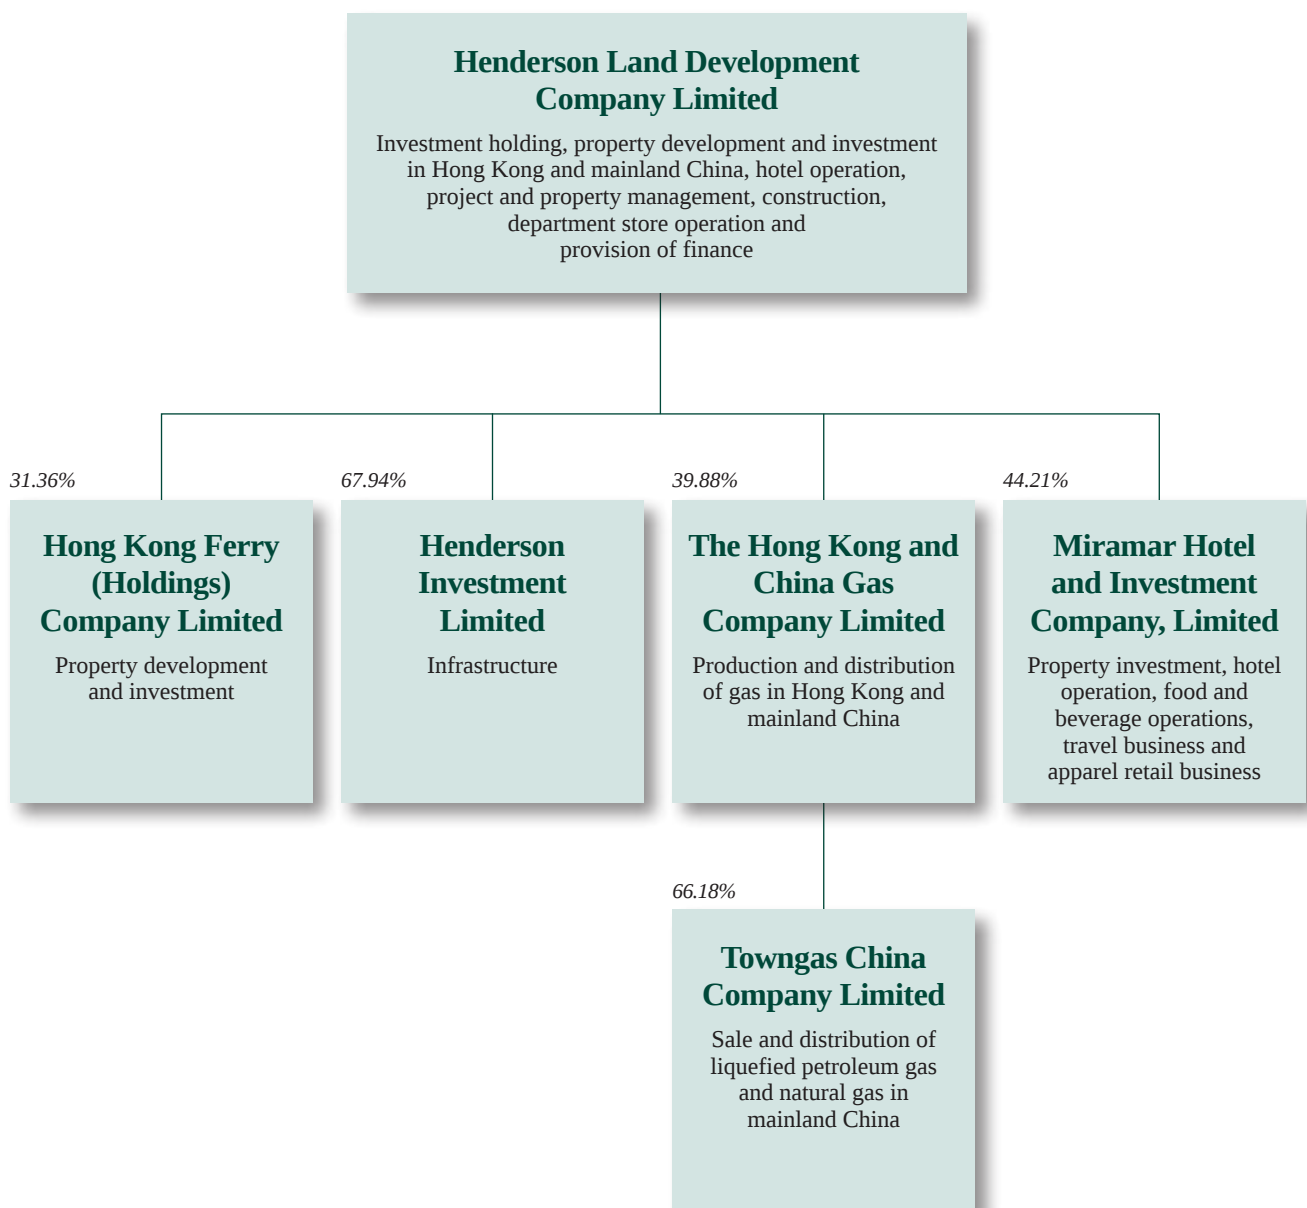 Henderson Land Development
Company Limited
Investment holding, property development and investment
in Hong Kong and mainland China, hotel operation,
project and property management, construction,
department store operation and
provision of finance
31.36%
Hong Kong Ferry
(Holdings)
Company Limited
Property development
and investment
67.94%
Henderson
Investment
Limited
Infrastructure
39.88%
The Hong Kong and
China Gas
Company Limited
Production and distribution
of gas in Hong Kong and
mainland China
44.21%
Miramar Hotel
and Investment
Company, Limited
Property investment, hotel
operation, food and
beverage operations,
travel business and
apparel retail business
66.18%
Towngas China
Company Limited
Sale and distribution of
liquefied petroleum gas
and natural gas in
mainland China